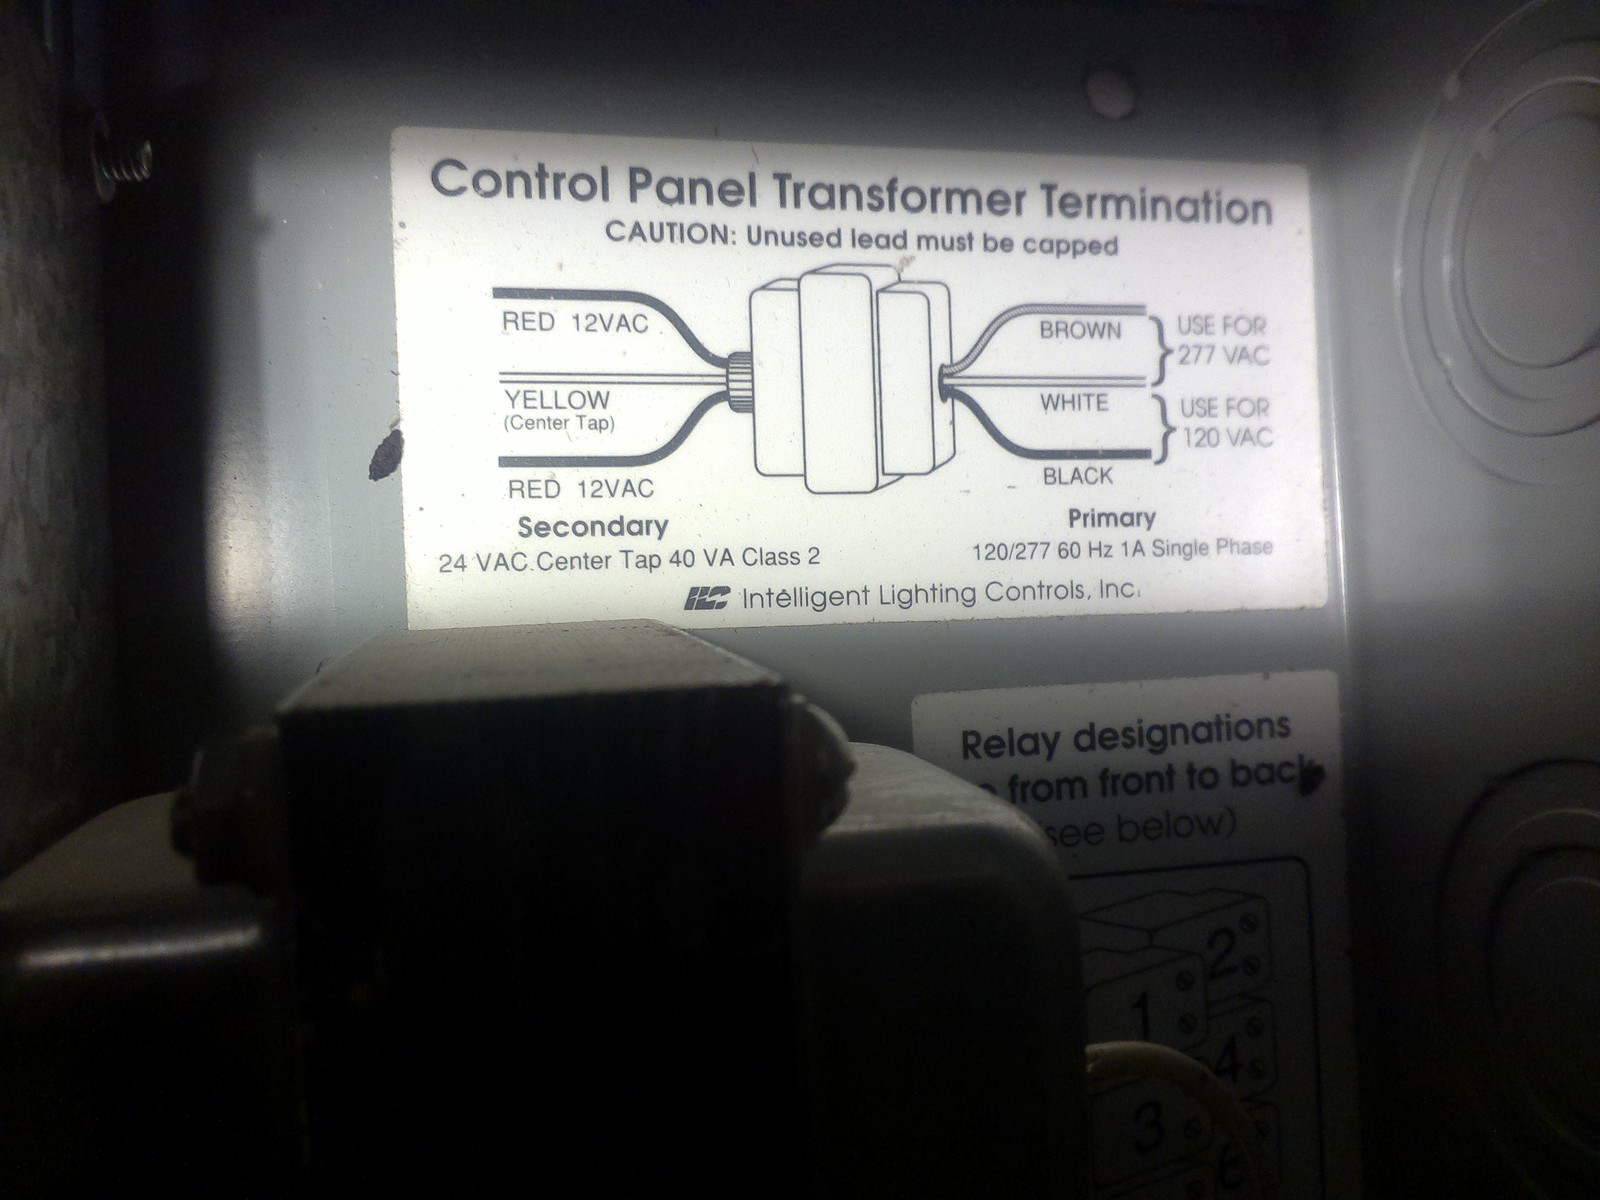 Control Panel Transformer Termination
CAUTION: Unused lead must be capped
RED 12VAC
YELLOW
(Center Tap)
RED 12VAC
Secondary
24 VAC Center Tap 40 VA Class 2
BROWN
USE FOR
277 VAC
WHITE
USE FOR
120 VAC
BLACK
Primary
120/277 60 Hz 1A Single Phase
ILC Intelligent Lighting Controls, Inc.
Relay designations
from front to back
(see below)
2
1
4
3
6